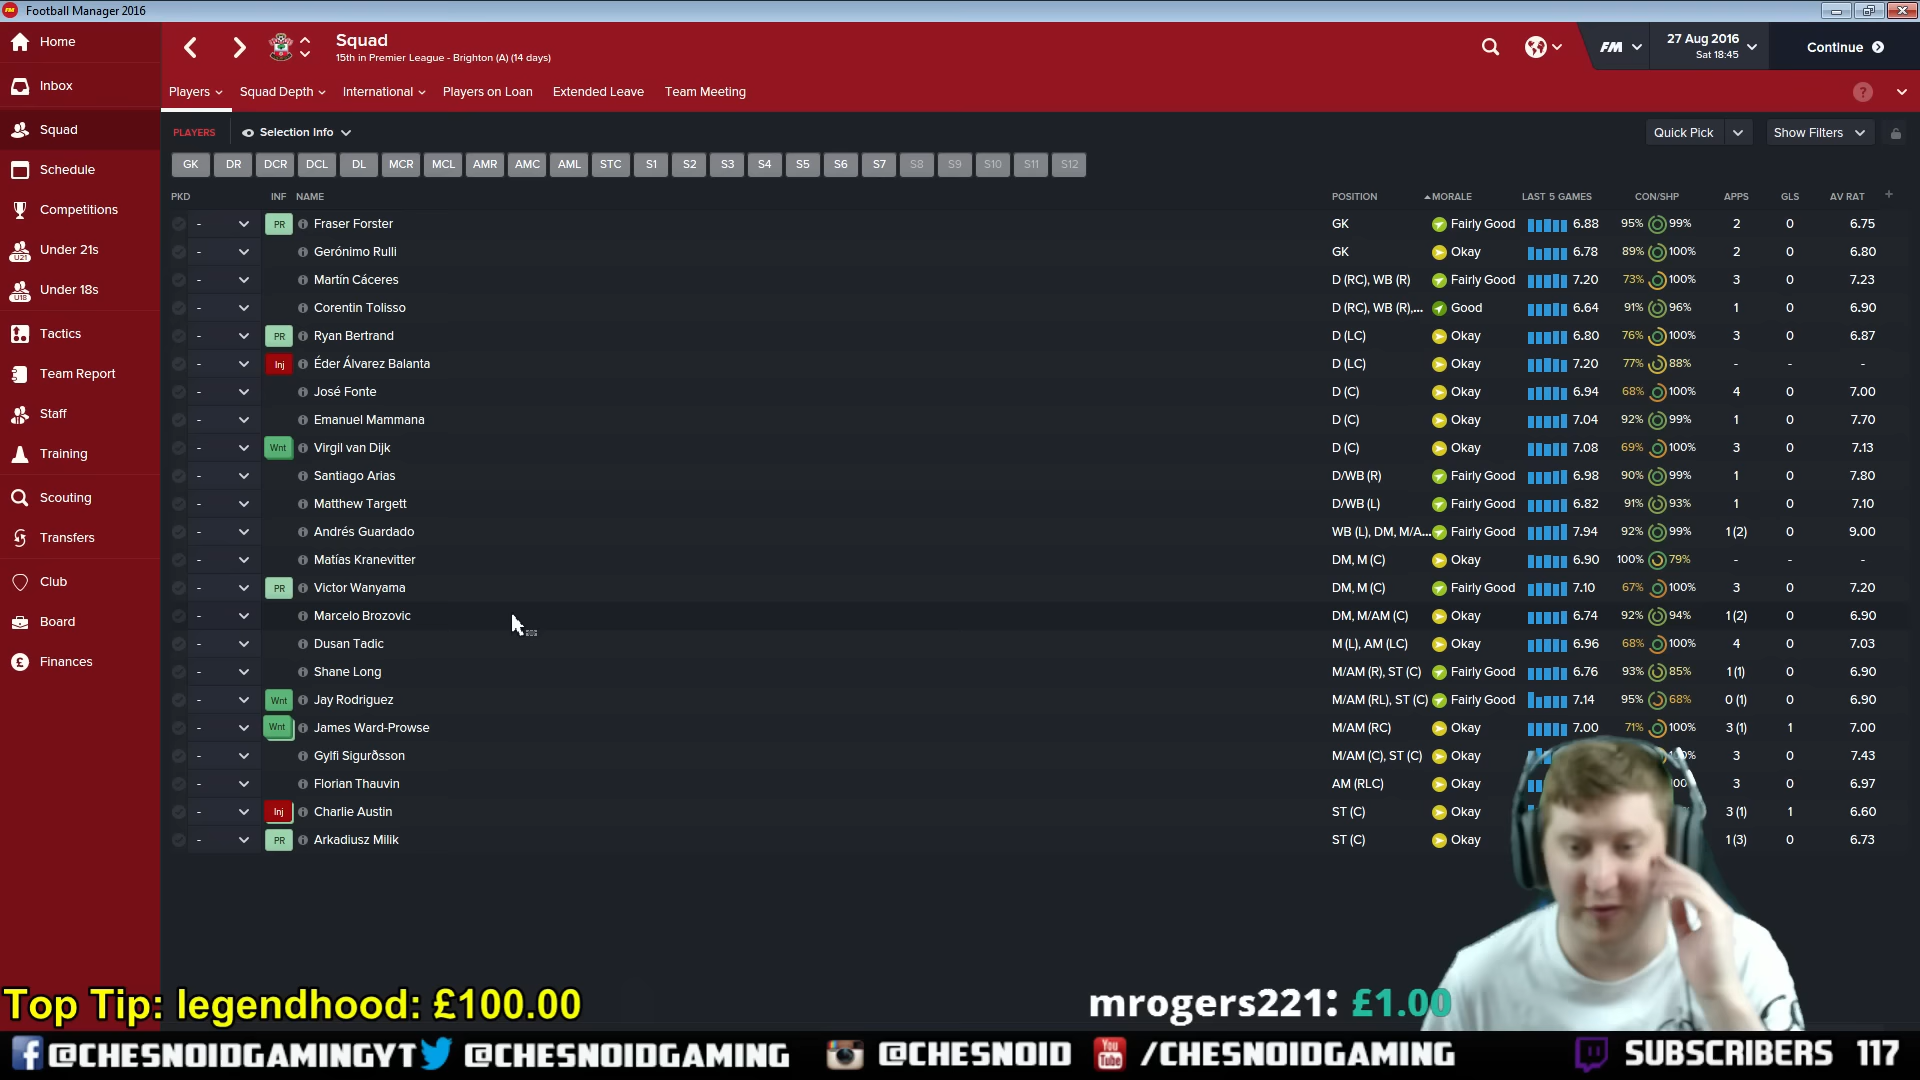 Football Manager 2016
Home
Inbox
Squad
Schedule
Competitions
Under 21s
Under 18s
Tactics
Team Report
Staff
Training
Scouting
Transfers
Club
Board
Finances
Squad
15th in Premier League - Brighton (A) (14 days)
FM
27 Aug 2016
Sat 18:45
Continue
Players
Squad Depth
International
Players on Loan
Extended Leave
Team Meeting
PLAYERS
Selection Info
Quick Pick
Show Filters
GK DR DCR DCL DL MCR MCL AMR AMC AML STC S1 S2 S3 S4 S5 S6 S7 S8 S9 S10 S11 S12
PKD INF NAME POSITION MORALE LAST 5 GAMES CON/SHP APPS GLS AV RAT
- PR Fraser Forster GK Fairly Good 6.88 95% 99% 2 0 6.75
- Gerónimo Rulli GK Okay 6.78 89% 100% 2 0 6.80
- Martín Cáceres D (RC), WB (R) Fairly Good 7.20 73% 100% 3 0 7.23
- Corentin Tolisso D (RC), WB (R),... Good 6.64 91% 96% 1 0 6.90
- PR Ryan Bertrand D (LC) Okay 6.80 76% 100% 3 0 6.87
- Inj Éder Álvarez Balanta D (LC) Okay 7.20 77% 88% - - -
- José Fonte D (C) Okay 6.94 68% 100% 4 0 7.00
- Emanuel Mammana D (C) Okay 7.04 92% 99% 1 0 7.70
- Wnt Virgil van Dijk D (C) Okay 7.08 69% 100% 3 0 7.13
- Santiago Arias D/WB (R) Fairly Good 6.98 90% 99% 1 0 7.80
- Matthew Targett D/WB (L) Fairly Good 6.82 91% 93% 1 0 7.10
- Andrés Guardado WB (L), DM, M/A... Fairly Good 7.94 92% 99% 1 (2) 0 9.00
- Matías Kranevitter DM, M (C) Okay 6.90 100% 79% - - -
- PR Victor Wanyama DM, M (C) Fairly Good 7.10 67% 100% 3 0 7.20
- Marcelo Brozovic DM, M/AM (C) Okay 6.74 92% 94% 1 (2) 0 6.90
- Dusan Tadic M (L), AM (LC) Okay 6.96 68% 100% 4 0 7.03
- Shane Long M/AM (R), ST (C) Fairly Good 6.76 93% 85% 1 (1) 0 6.90
- Wnt Jay Rodriguez M/AM (RL), ST (C) Fairly Good 7.14 95% 68% 0 (1) 0 6.90
- Wnt James Ward-Prowse M/AM (RC) Okay 7.00 71% 100% 3 (1) 1 7.00
- Gylfi Sigurðsson M/AM (C), ST (C) Okay 3 0 7.43
- Florian Thauvin AM (RLC) Okay 3 0 6.97
- Inj Charlie Austin ST (C) Okay 3 (1) 1 6.60
- PR Arkadiusz Milik ST (C) Okay 1 (3) 0 6.73
Top Tip: legendhood: £100.00
mrogers221: £1.00
@CHESNOIDGAMINGYT @CHESNOIDGAMING @CHESNOID You Tube /CHESNOIDGAMING SUBSCRIBERS 117